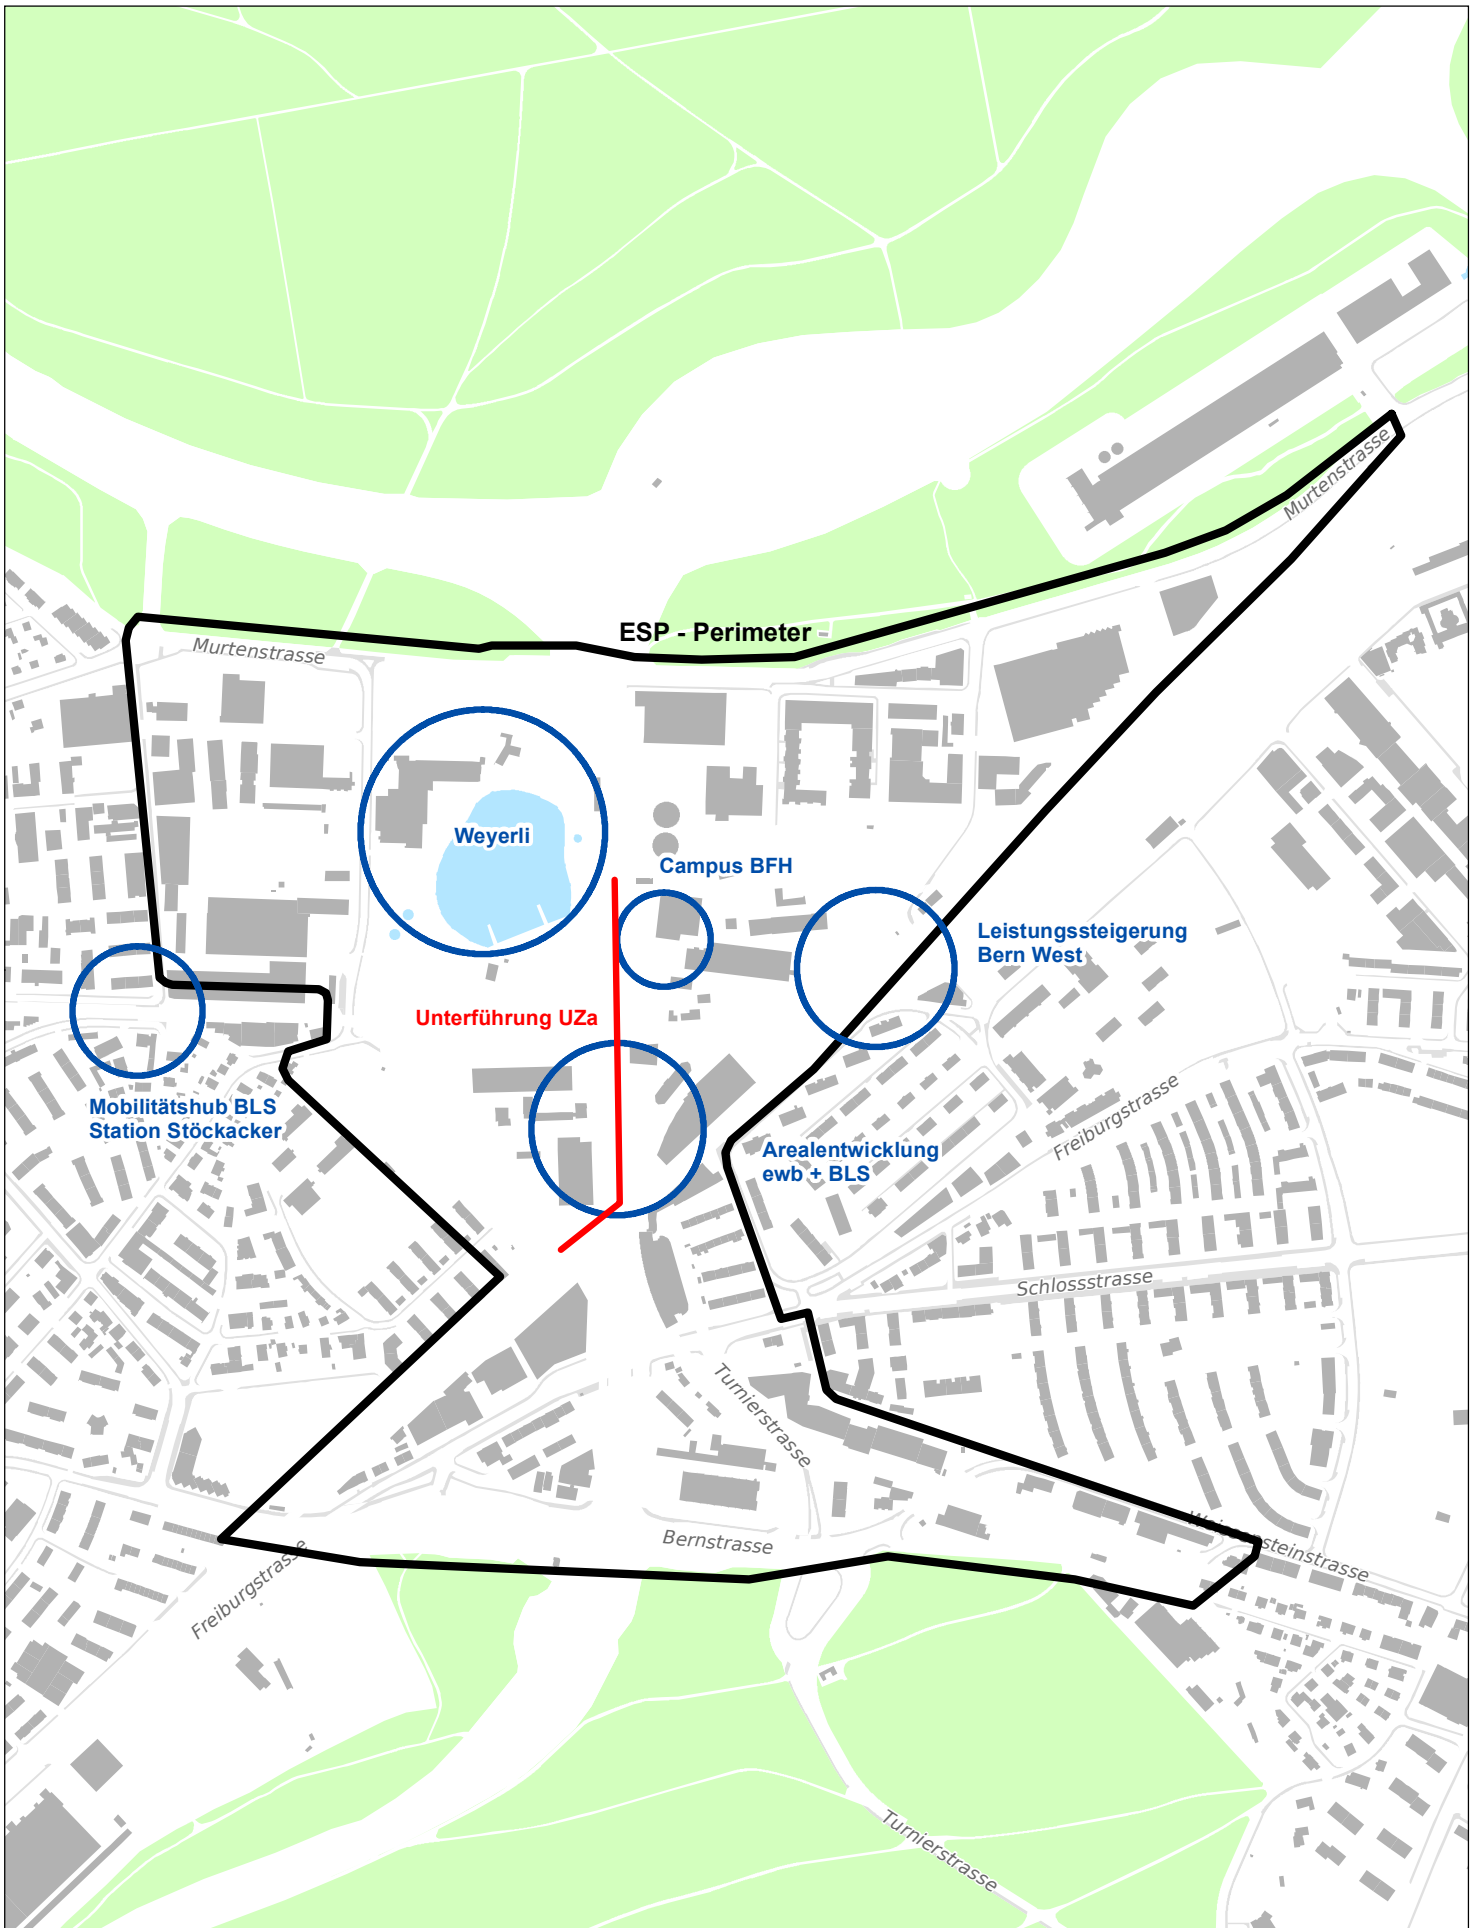 Murtenstrasse
ESP - Perimeter
Murtenstrasse
Weyerli
Campus BFH
Leistungssteigerung
Bern West
Unterführung UZa
Mobilitätshub BLS
Station Stöckacker
Arealentwicklung
ewb + BLS
Freiburgstrasse
Schlossstrasse
Turnierstrasse
Bernstrasse
Weissensteinstrasse
Freiburgstrasse
Turnierstrasse